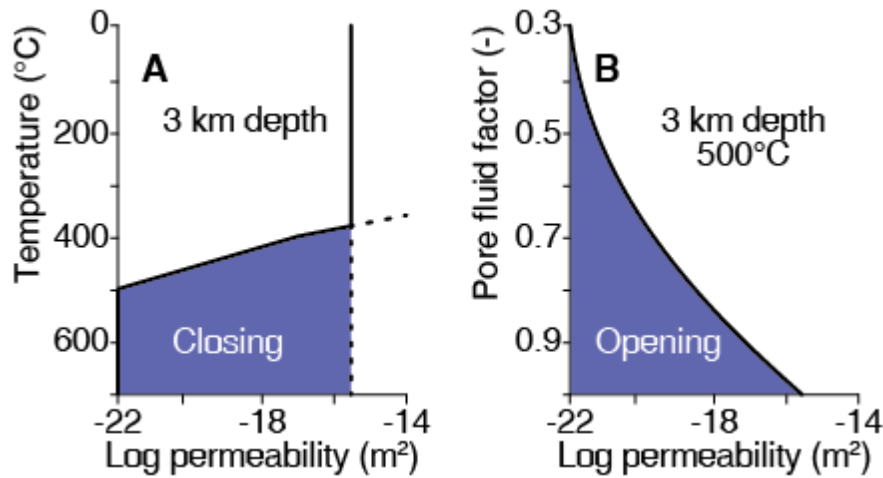 A
Temperature (°C)
0
200
400
600
3 km depth
Closing
-22
-18
-14
Log permeability (m²)
B
Pore fluid factor (-)
0.3
0.5
0.7
0.9
3 km depth
500°C
Opening
-22
-18
-14
Log permeability (m²)